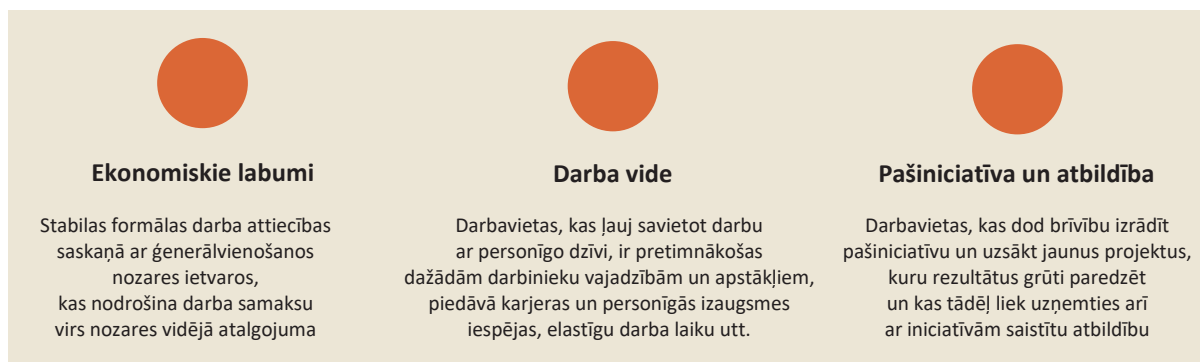 Ekonomiskie labumi
Stabilas formālas darba attiecības
saskaņā ar ģenerālvienošanos
nozares ietvaros,
kas nodrošina darba samaksu
virs nozares vidējā atalgojuma
Darba vide
Darbavietas, kas ļauj savietot darbu
ar personīgo dzīvi, ir pretimnākošas
dažādām darbinieku vajadzībām un apstākļiem,
piedāvā karjeras un personīgās izaugsmes
iespējas, elastīgu darba laiku utt.
Pašiniciatīva un atbildība
Darbavietas, kas dod brīvību izrādīt
pašiniciatīvu un uzsākt jaunus projektus,
kuru rezultātus grūti paredzēt
un kas tādēļ liek uzņemties arī
ar iniciatīvām saistītu atbildību